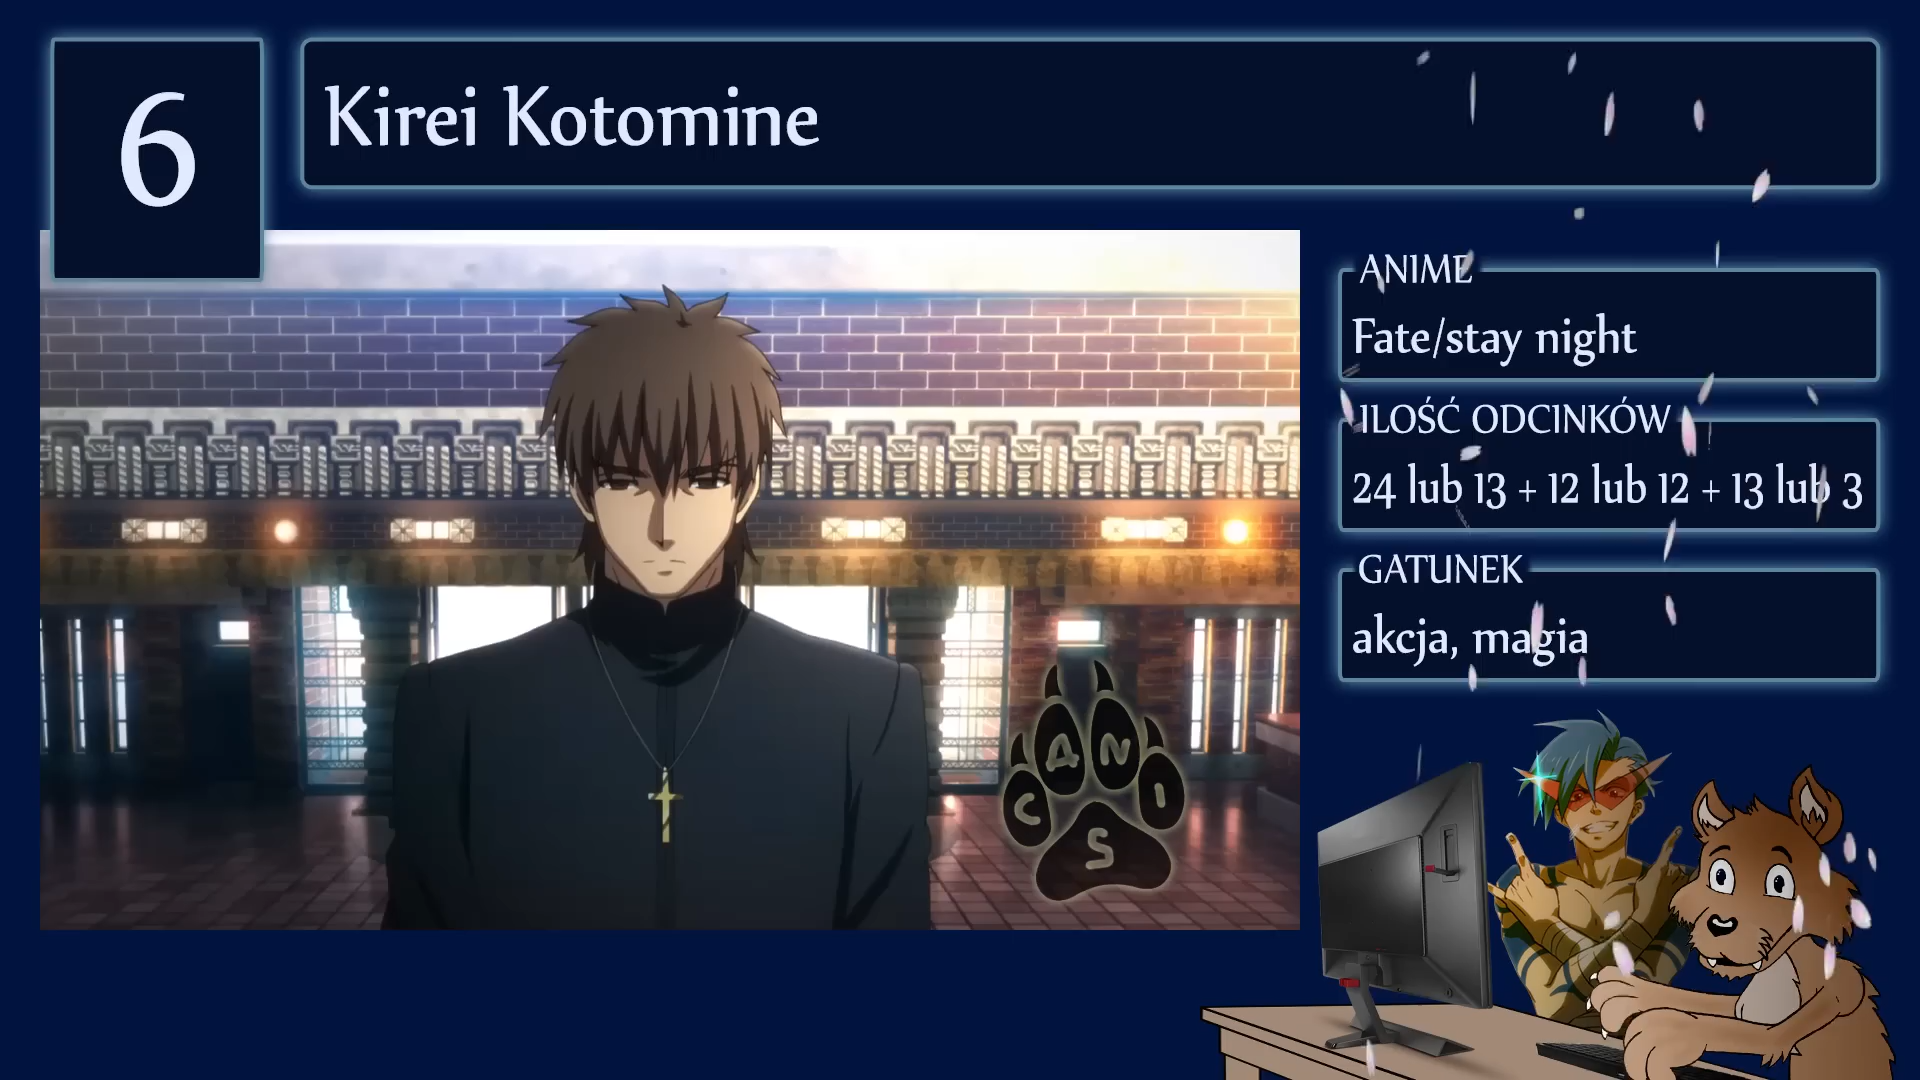 6
Kirei Kotomine
ANIME
Fate/stay night
ILOŚĆ ODCINKÓW
24 lub 13 + 12 lub 12 + 13 lub 3
GATUNEK
akcja, magia
CANOS